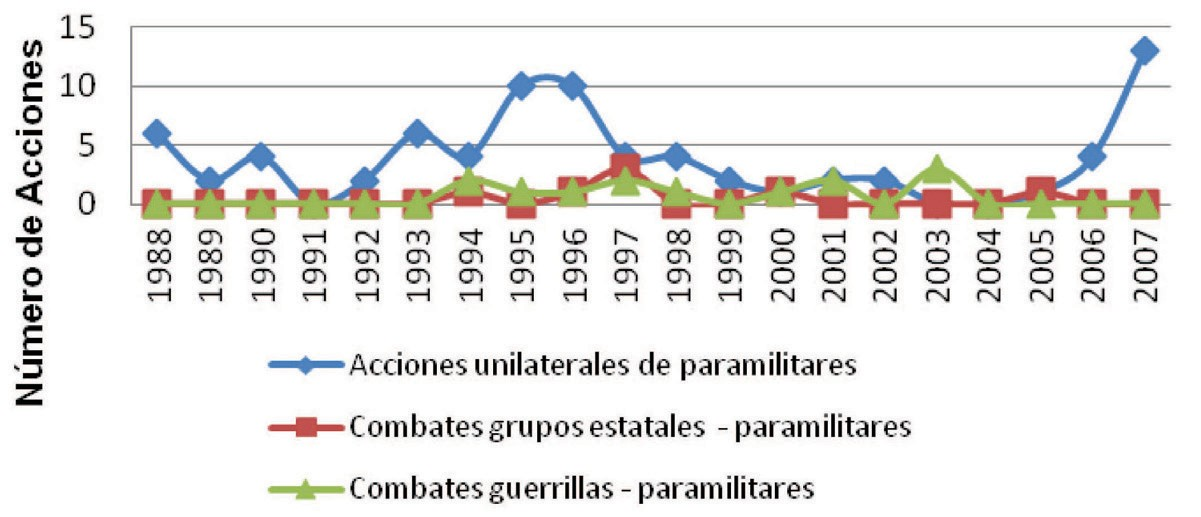 Número de Acciones
15
10
5
0
1988 1989 1990 1991 1992 1993 1994 1995 1996 1997 1998 1999 2000 2001 2002 2003 2004 2005 2006 2007
Acciones unilaterales de paramilitares
Combates grupos estatales - paramilitares
Combates guerrillas - paramilitares